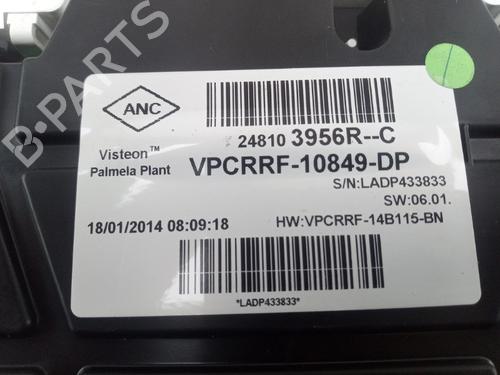 ANC
24810 3956R--C
Visteon™
Palmela Plant
VPCRRF-10849-DP
S/N:LADP433833
SW:06.01.
18/01/2014 08:09:18
HW:VPCRRF-14B115-BN
*LADP433833*
B-PARTS